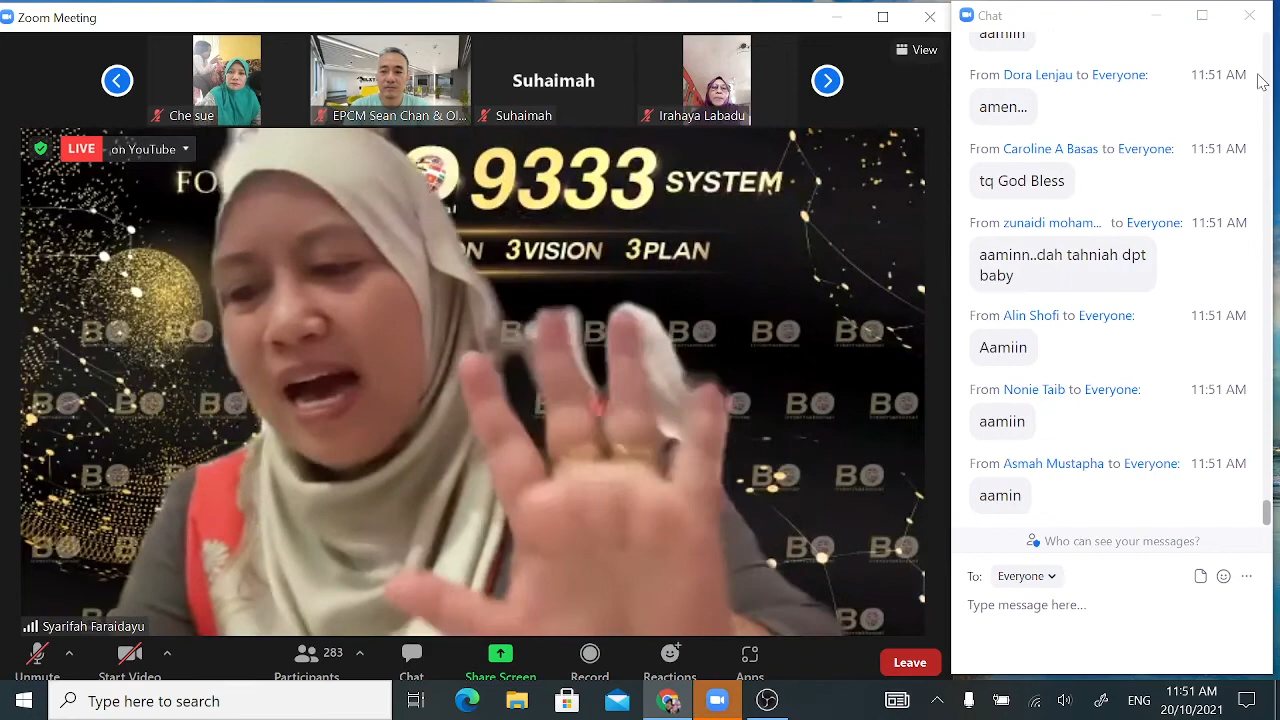 Zoom Meeting
View
Che sue
EPCM Sean Chan & Ol...
Suhaimah
Suhaimah
Irahaya Labadu
LIVE
on YouTube
FO
9333 SYSTEM
3VISION 3PLAN
BO
Syarifah Faraidayu
Unmute
Start Video
283
Participants
Chat
Share Screen
Record
Reactions
Apps
Leave
Chat
aamiin
From Dora Lenjau to Everyone: 11:51 AM
amen...
From Caroline A Basas to Everyone: 11:51 AM
tq God Bless
From zunaidi moham... to Everyone: 11:51 AM
aamiin...dah tahniah dpt
baby
From Alin Shofi to Everyone: 11:51 AM
Aamiin
From Nonie Taib to Everyone: 11:51 AM
aamiin
From Asmah Mustapha to Everyone: 11:51 AM
aamin
Who can see your messages?
To: Everyone
Type message here...
Type here to search
ENG
11:51 AM
20/10/2021